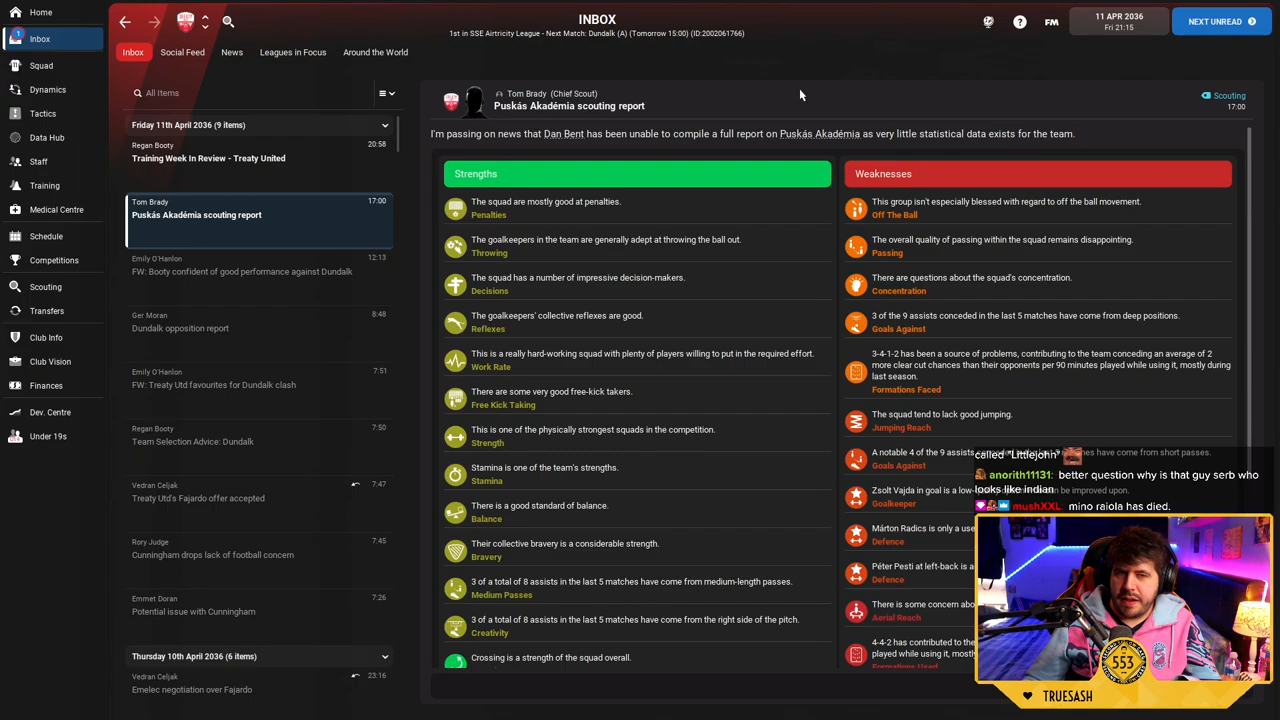 Home
Inbox
1
Squad
Dynamics
Tactics
Data Hub
Staff
Training
Medical Centre
Schedule
Competitions
Scouting
Transfers
Club Info
Club Vision
Finances
Dev. Centre
Under 19s
INBOX
1st in SSE Airtricity League - Next Match: Dundalk (A) (Tomorrow 15:00) (ID:2002061766)
FM
11 APR 2036
Fri 21:15
NEXT UNREAD
Inbox
Social Feed
News
Leagues in Focus
Around the World
All Items
Friday 11th April 2036 (9 items)
Regan Booty
20:58
Training Week In Review - Treaty United
Tom Brady
17:00
Puskás Akadémia scouting report
Emily O'Hanlon
12:13
FW: Booty confident of good performance against Dundalk
Ger Moran
8:48
Dundalk opposition report
Emily O'Hanlon
7:51
FW: Treaty Utd favourites for Dundalk clash
Regan Booty
7:50
Team Selection Advice: Dundalk
Vedran Celjak
7:47
Treaty Utd's Fajardo offer accepted
Rory Judge
7:45
Cunningham drops lack of football concern
Emmet Doran
7:26
Potential issue with Cunningham
Thursday 10th April 2036 (6 items)
Vedran Celjak
23:16
Emelec negotiation over Fajardo
Tom Brady (Chief Scout)
Puskás Akadémia scouting report
Scouting
17:00
I'm passing on news that Dan Bent has been unable to compile a full report on Puskás Akadémia as very little statistical data exists for the team.
Strengths
The squad are mostly good at penalties.
Penalties
The goalkeepers in the team are generally adept at throwing the ball out.
Throwing
The squad has a number of impressive decision-makers.
Decisions
The goalkeepers' collective reflexes are good.
Reflexes
This is a really hard-working squad with plenty of players willing to put in the required effort.
Work Rate
There are some very good free-kick takers.
Free Kick Taking
This is one of the physically strongest squads in the competition.
Strength
Stamina is one of the team's strengths.
Stamina
There is a good standard of balance.
Balance
Their collective bravery is a considerable strength.
Bravery
3 of a total of 8 assists in the last 5 matches have come from medium-length passes.
Medium Passes
3 of a total of 8 assists in the last 5 matches have come from the right side of the pitch.
Creativity
Crossing is a strength of the squad overall.
Weaknesses
This group isn't especially blessed with regard to off the ball movement.
Off The Ball
The overall quality of passing within the squad remains disappointing.
Passing
There are questions about the squad's concentration.
Concentration
3 of the 9 assists conceded in the last 5 matches have come from deep positions.
Goals Against
3-4-1-2 has been a source of problems, contributing to the team conceding an average of 2
more clear cut chances than their opponents per 90 minutes played while using it, mostly during
last season.
Formations Faced
The squad tend to lack good jumping.
Jumping Reach
A notable 4 of the 9 assists have come from short passes.
Goals Against
Zsolt Vajda in goal is a low- can be improved upon.
Goalkeeper
Márton Radics is only a use
Defence
Péter Pesti at left-back is a
Defence
There is some concern abo
Aerial Reach
4-4-2 has contributed to the
played while using it, mostly
Formations Used
called "Littlejohn"
anorith11131: better question why is that guy serb who
looks like indian
mushXXL: mino raiola has died.
553
TRUESASH